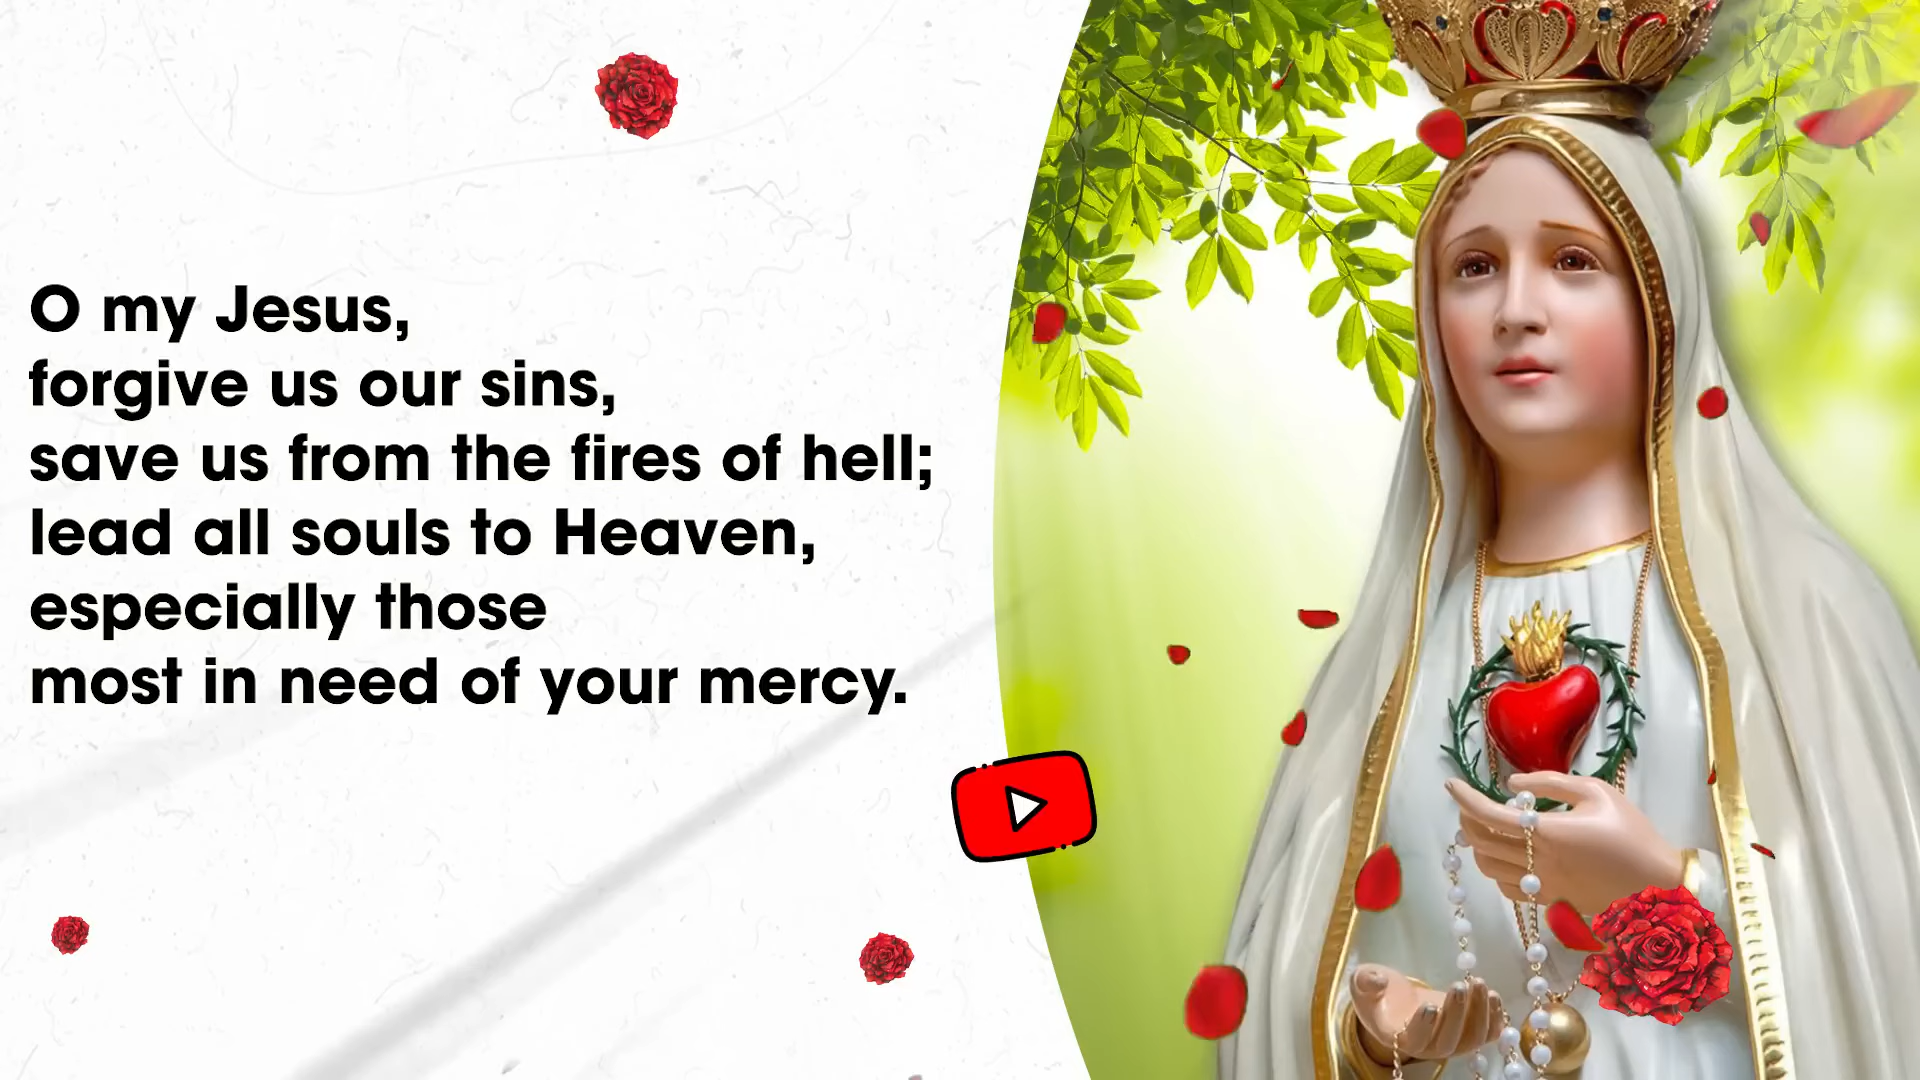 O my Jesus,
forgive us our sins,
save us from the fires of hell;
lead all souls to Heaven,
especially those
most in need of your mercy.